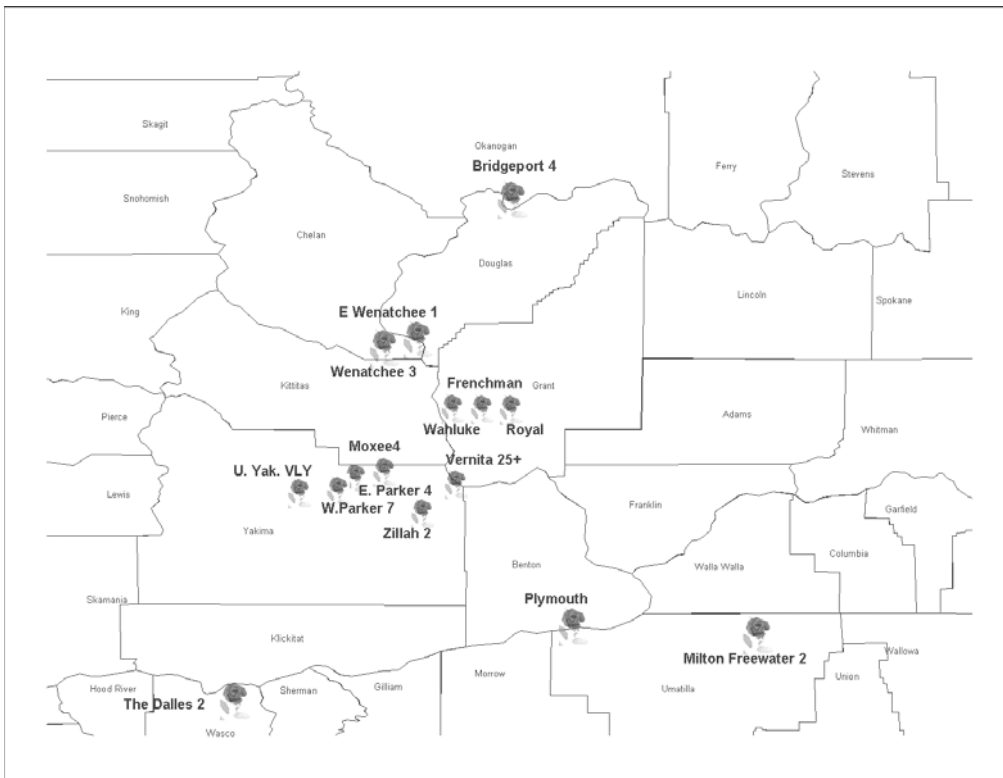 Skagit
Okanogan
Bridgeport 4
Ferry
Stevens
Snohomish
Chelan
Douglas
Lincoln
Spokane
King
E Wenatchee 1
Wenatchee 3
Kittitas
Frenchman
Grant
Adams
Pierce
Wahluke
Royal
Whitman
Moxee4
Vernita 25+
U. Yak. VLY
E. Parker 4
Lewis
W.Parker 7
Franklin
Garfield
Zillah 2
Yakima
Columbia
Benton
Walla Walla
Skamania
Plymouth
Klickitat
Milton Freewater 2
Wallowa
Morrow
Union
Hood River
Sherman
Gilliam
Umatilla
The Dalles 2
Wasco